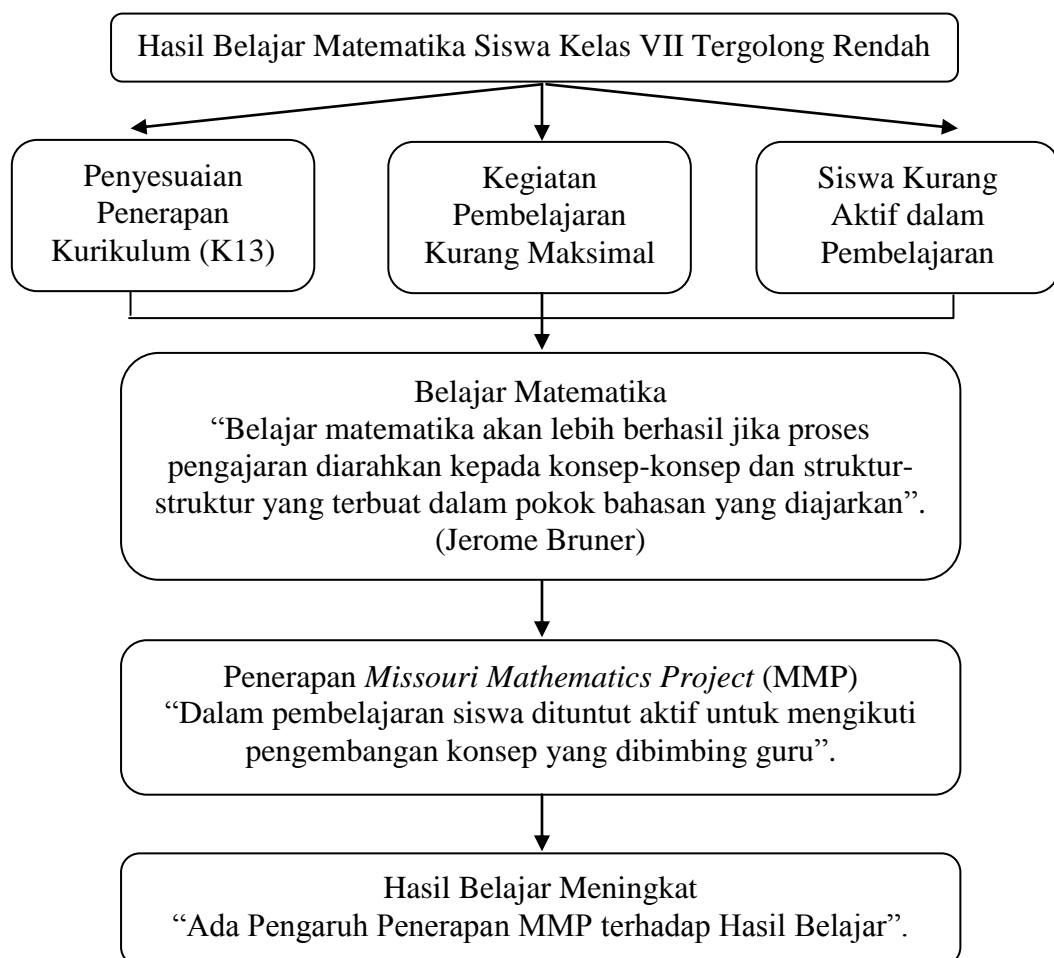 Hasil Belajar Matematika Siswa Kelas VII Tergolong Rendah
Penyesuaian
Penerapan
Kurikulum (K13)
Kegiatan
Pembelajaran
Kurang Maksimal
Siswa Kurang
Aktif dalam
Pembelajaran
Belajar Matematika
“Belajar matematika akan lebih berhasil jika proses
pengajaran diarahkan kepada konsep-konsep dan struktur-
struktur yang terbuat dalam pokok bahasan yang diajarkan”.
(Jerome Bruner)
Penerapan Missouri Mathematics Project (MMP)
“Dalam pembelajaran siswa dituntut aktif untuk mengikuti
pengembangan konsep yang dibimbing guru”.
Hasil Belajar Meningkat
“Ada Pengaruh Penerapan MMP terhadap Hasil Belajar”.